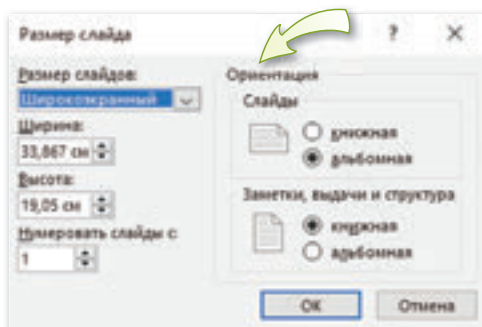 Размер слайда ? ×
Размер слайдов:
Широкоэкранный
Ширина:
33,867 см
Высота:
19,05 см
Нумеровать слайды с:
1
Ориентация
Слайды
книжная
альбомная
Заметки, выдачи и структура
книжная
альбомная
ОК
Отмена